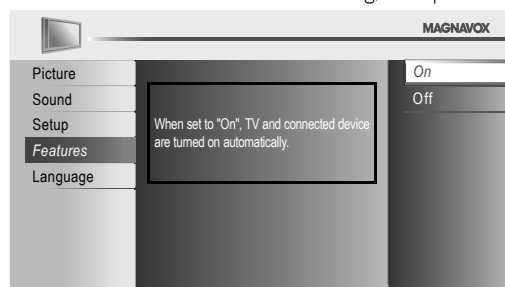 MAGNAVOX
Picture
Sound
Setup
Features
Language
When set to "On", TV and connected device
are turned on automatically.
On
Off